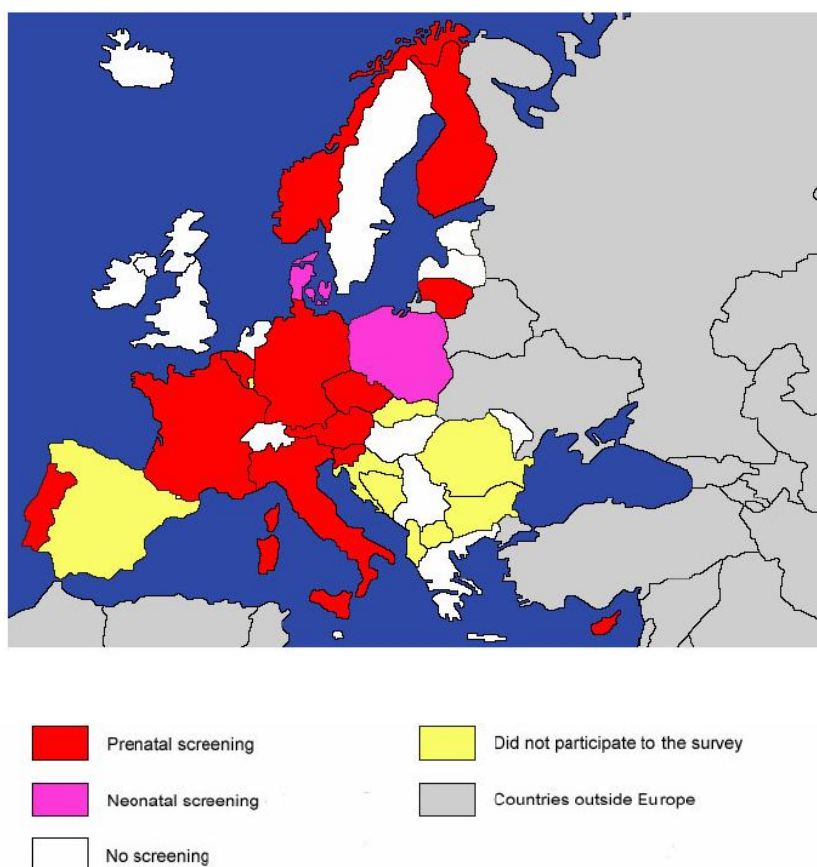 Prenatal screening
Neonatal screening
No screening
Did not participate to the survey
Countries outside Europe